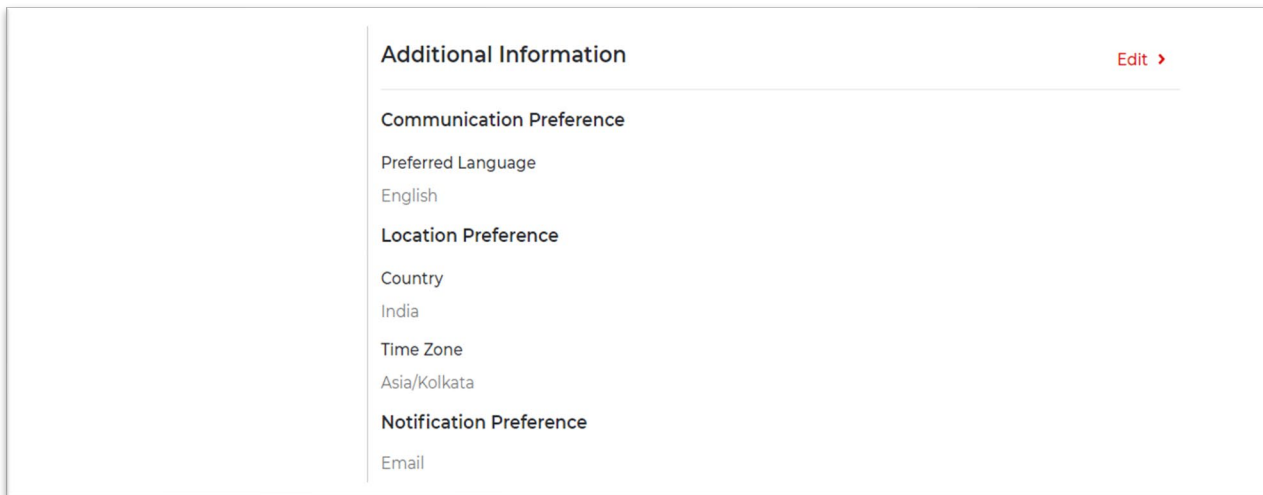 Additional Information
Edit >
Communication Preference
Preferred Language
English
Location Preference
Country
India
Time Zone
Asia/Kolkata
Notification Preference
Email